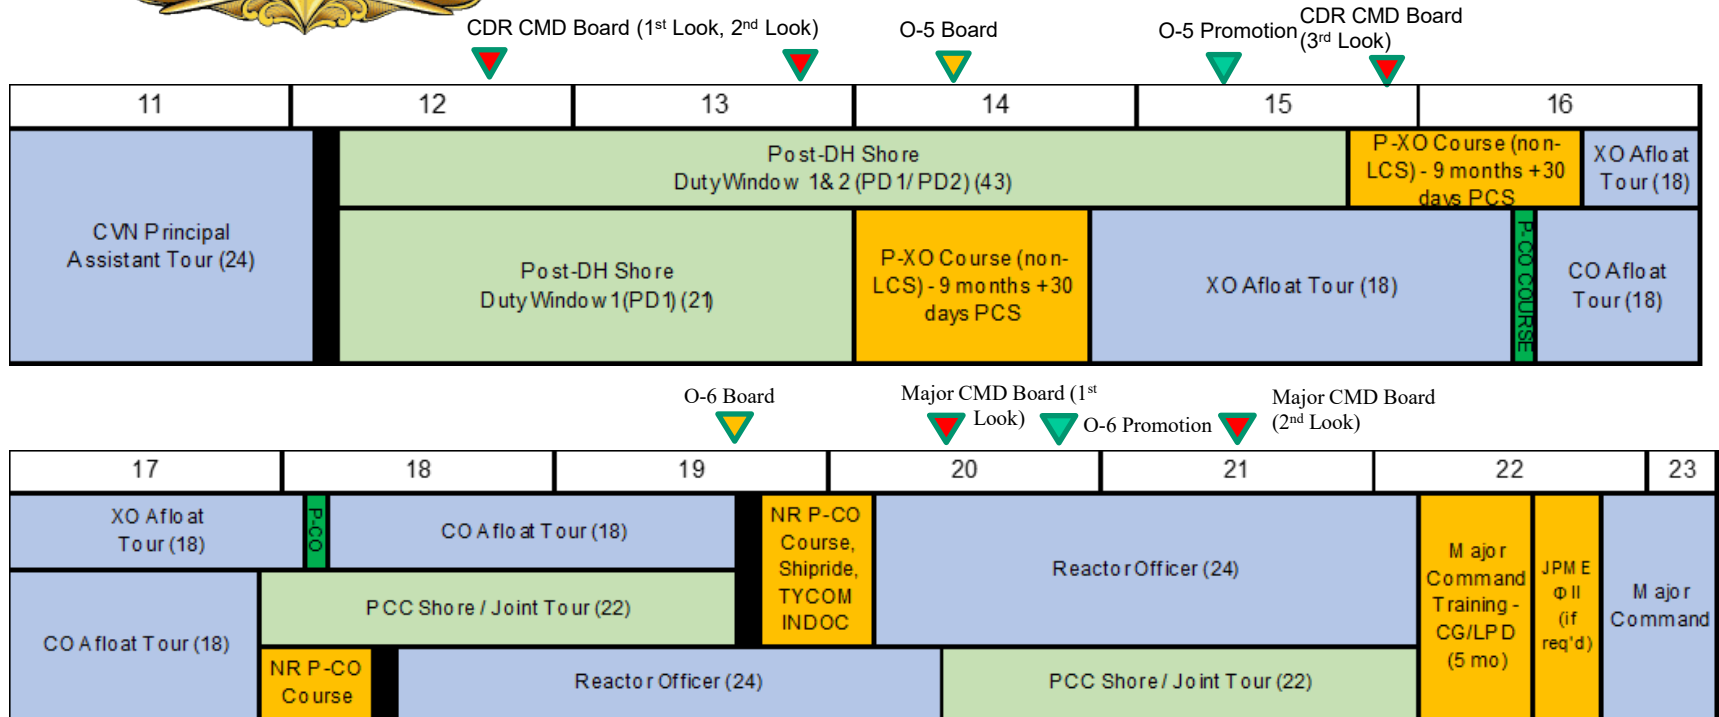 CDR CMD Board (1st Look, 2nd Look)
O-5 Board
O-5 Promotion
CDR CMD Board
(3rd Look)
11
12
13
14
15
16
CVN Principal
Assistant Tour (24)
Post-DH Shore
Duty Window 1& 2 (PD1/ PD2) (43)
P-XO Course (non-
LCS) - 9 months +30
days PCS
XO Afloat
Tour (18)
Post-DH Shore
Duty Window 1 (PD1) (21)
P-XO Course (non-
LCS) - 9 months +30
days PCS
XO Afloat Tour (18)
P-CO COURSE
CO Afloat
Tour (18)
O-6 Board
Major CMD Board (1st
Look)
O-6 Promotion
Major CMD Board
(2nd Look)
17
18
19
20
21
22
23
XO Afloat
Tour (18)
P-CO
CO Afloat Tour (18)
NR P-CO
Course,
Shipride,
TYCOM
INDOC
Reactor Officer (24)
Major
Command
Training -
CG/LPD
(5 mo)
JPME
Φ II
(if
req'd)
Major
Command
CO Afloat Tour (18)
PCC Shore / Joint Tour (22)
NR P-CO
Course
Reactor Officer (24)
PCC Shore / Joint Tour (22)